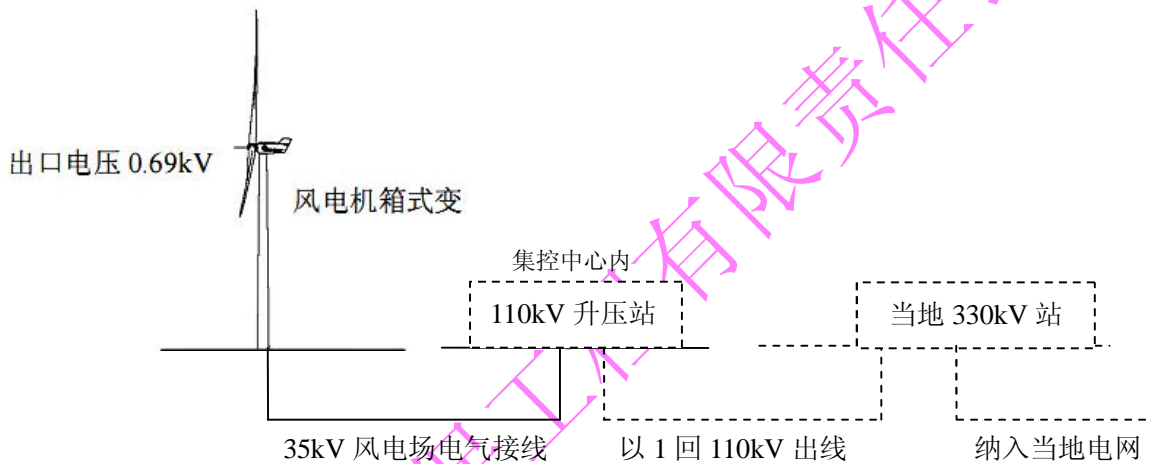 出口电压 0.69kV
风电机箱式变
集控中心内
110kV 升压站
当地 330kV 站
35kV 风电场电气接线
以 1 回 110kV 出线
纳入当地电网
工程有限责任